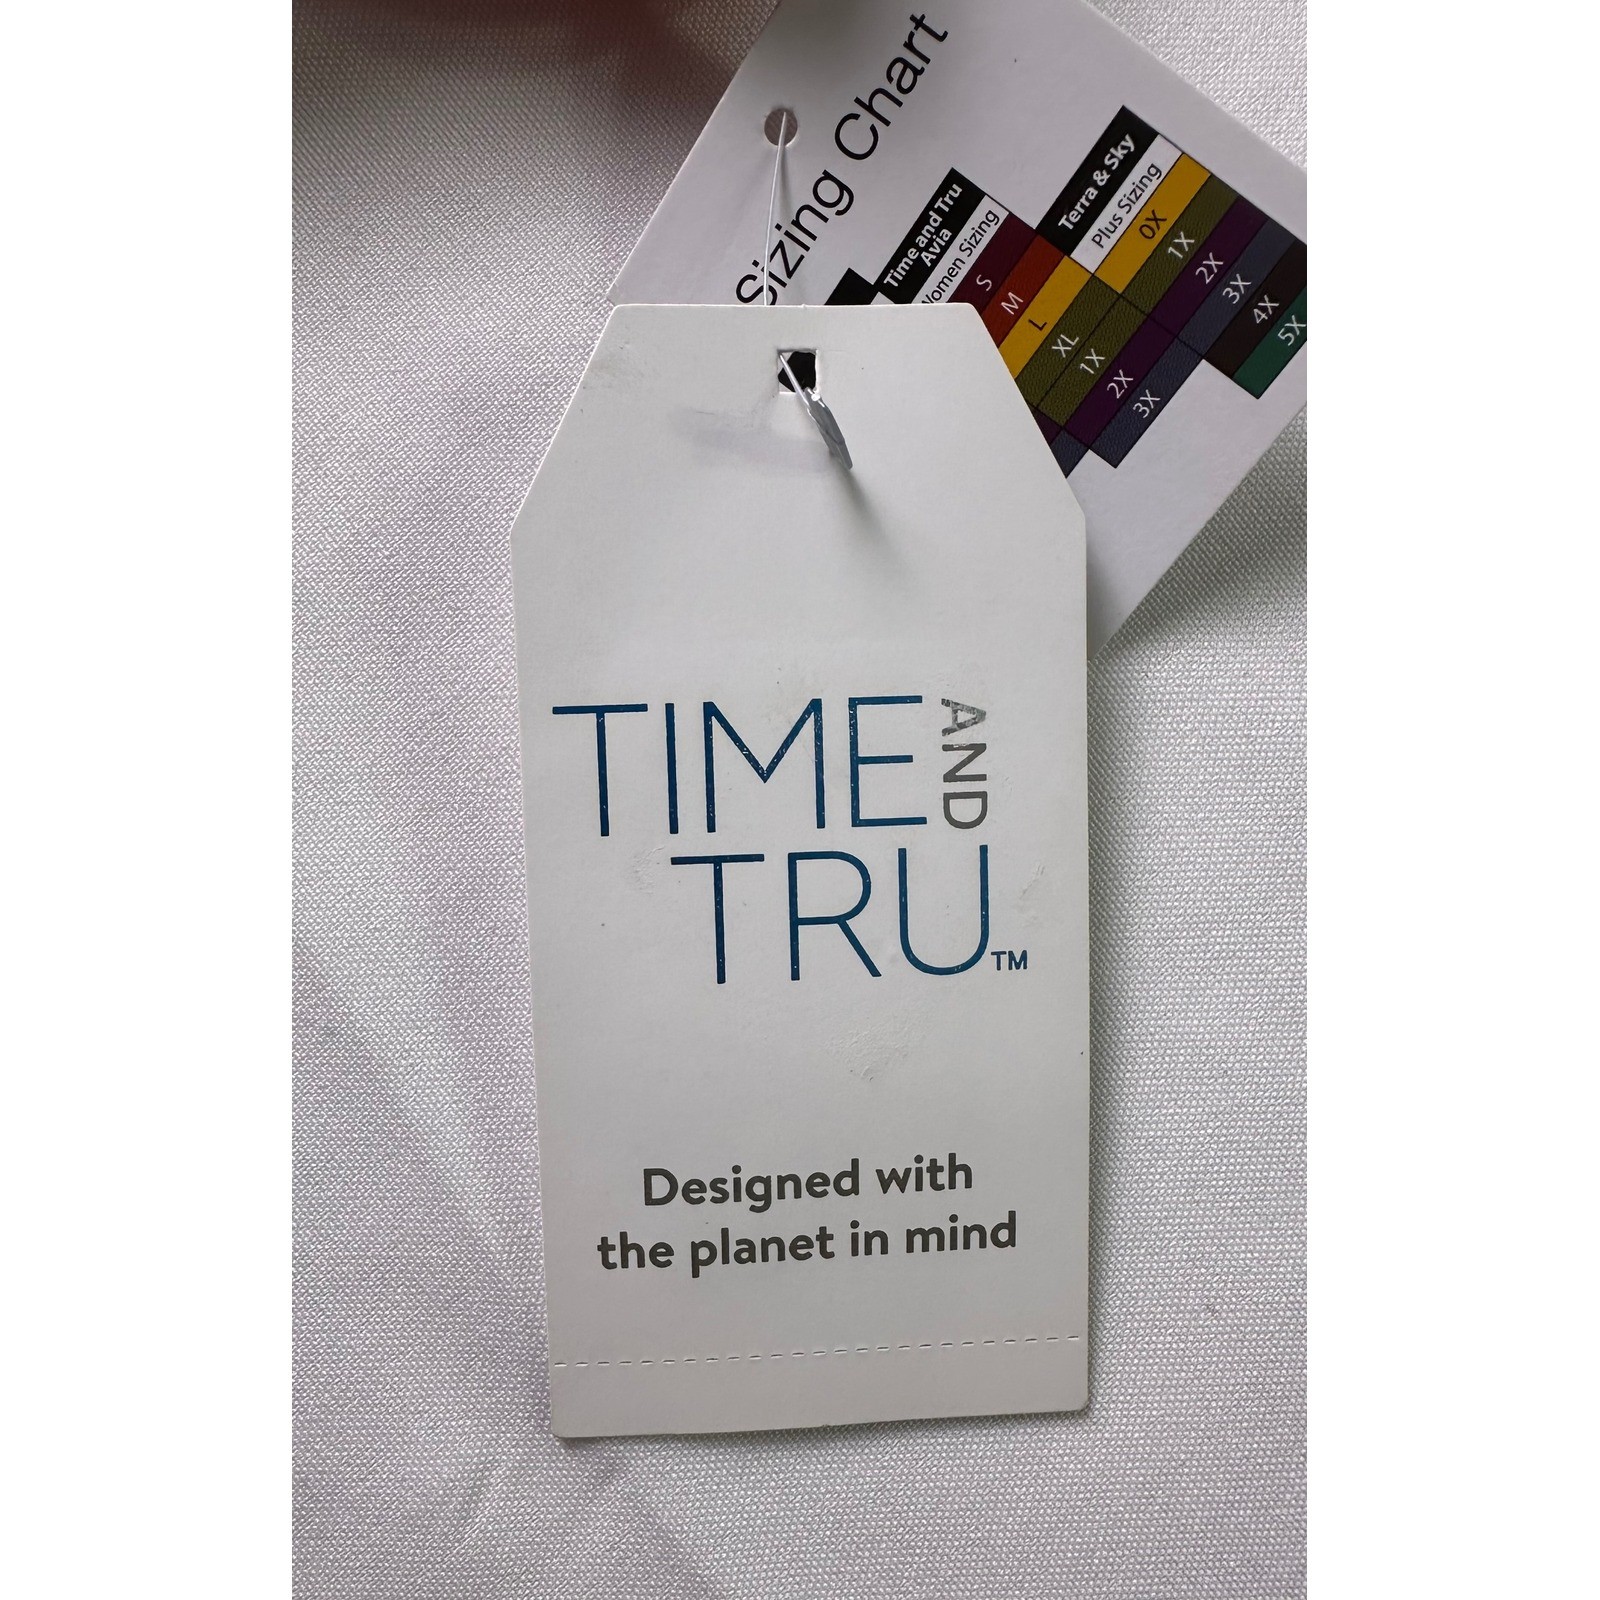 Sizing Chart
Time and Tru
Avia
Women Sizing
S
M
L
XL
1X
2X
3X
Terra & Sky
Plus Sizing
0X
1X
2X
3X
4X
5X
TIME AND
TRU™
Designed with
the planet in mind